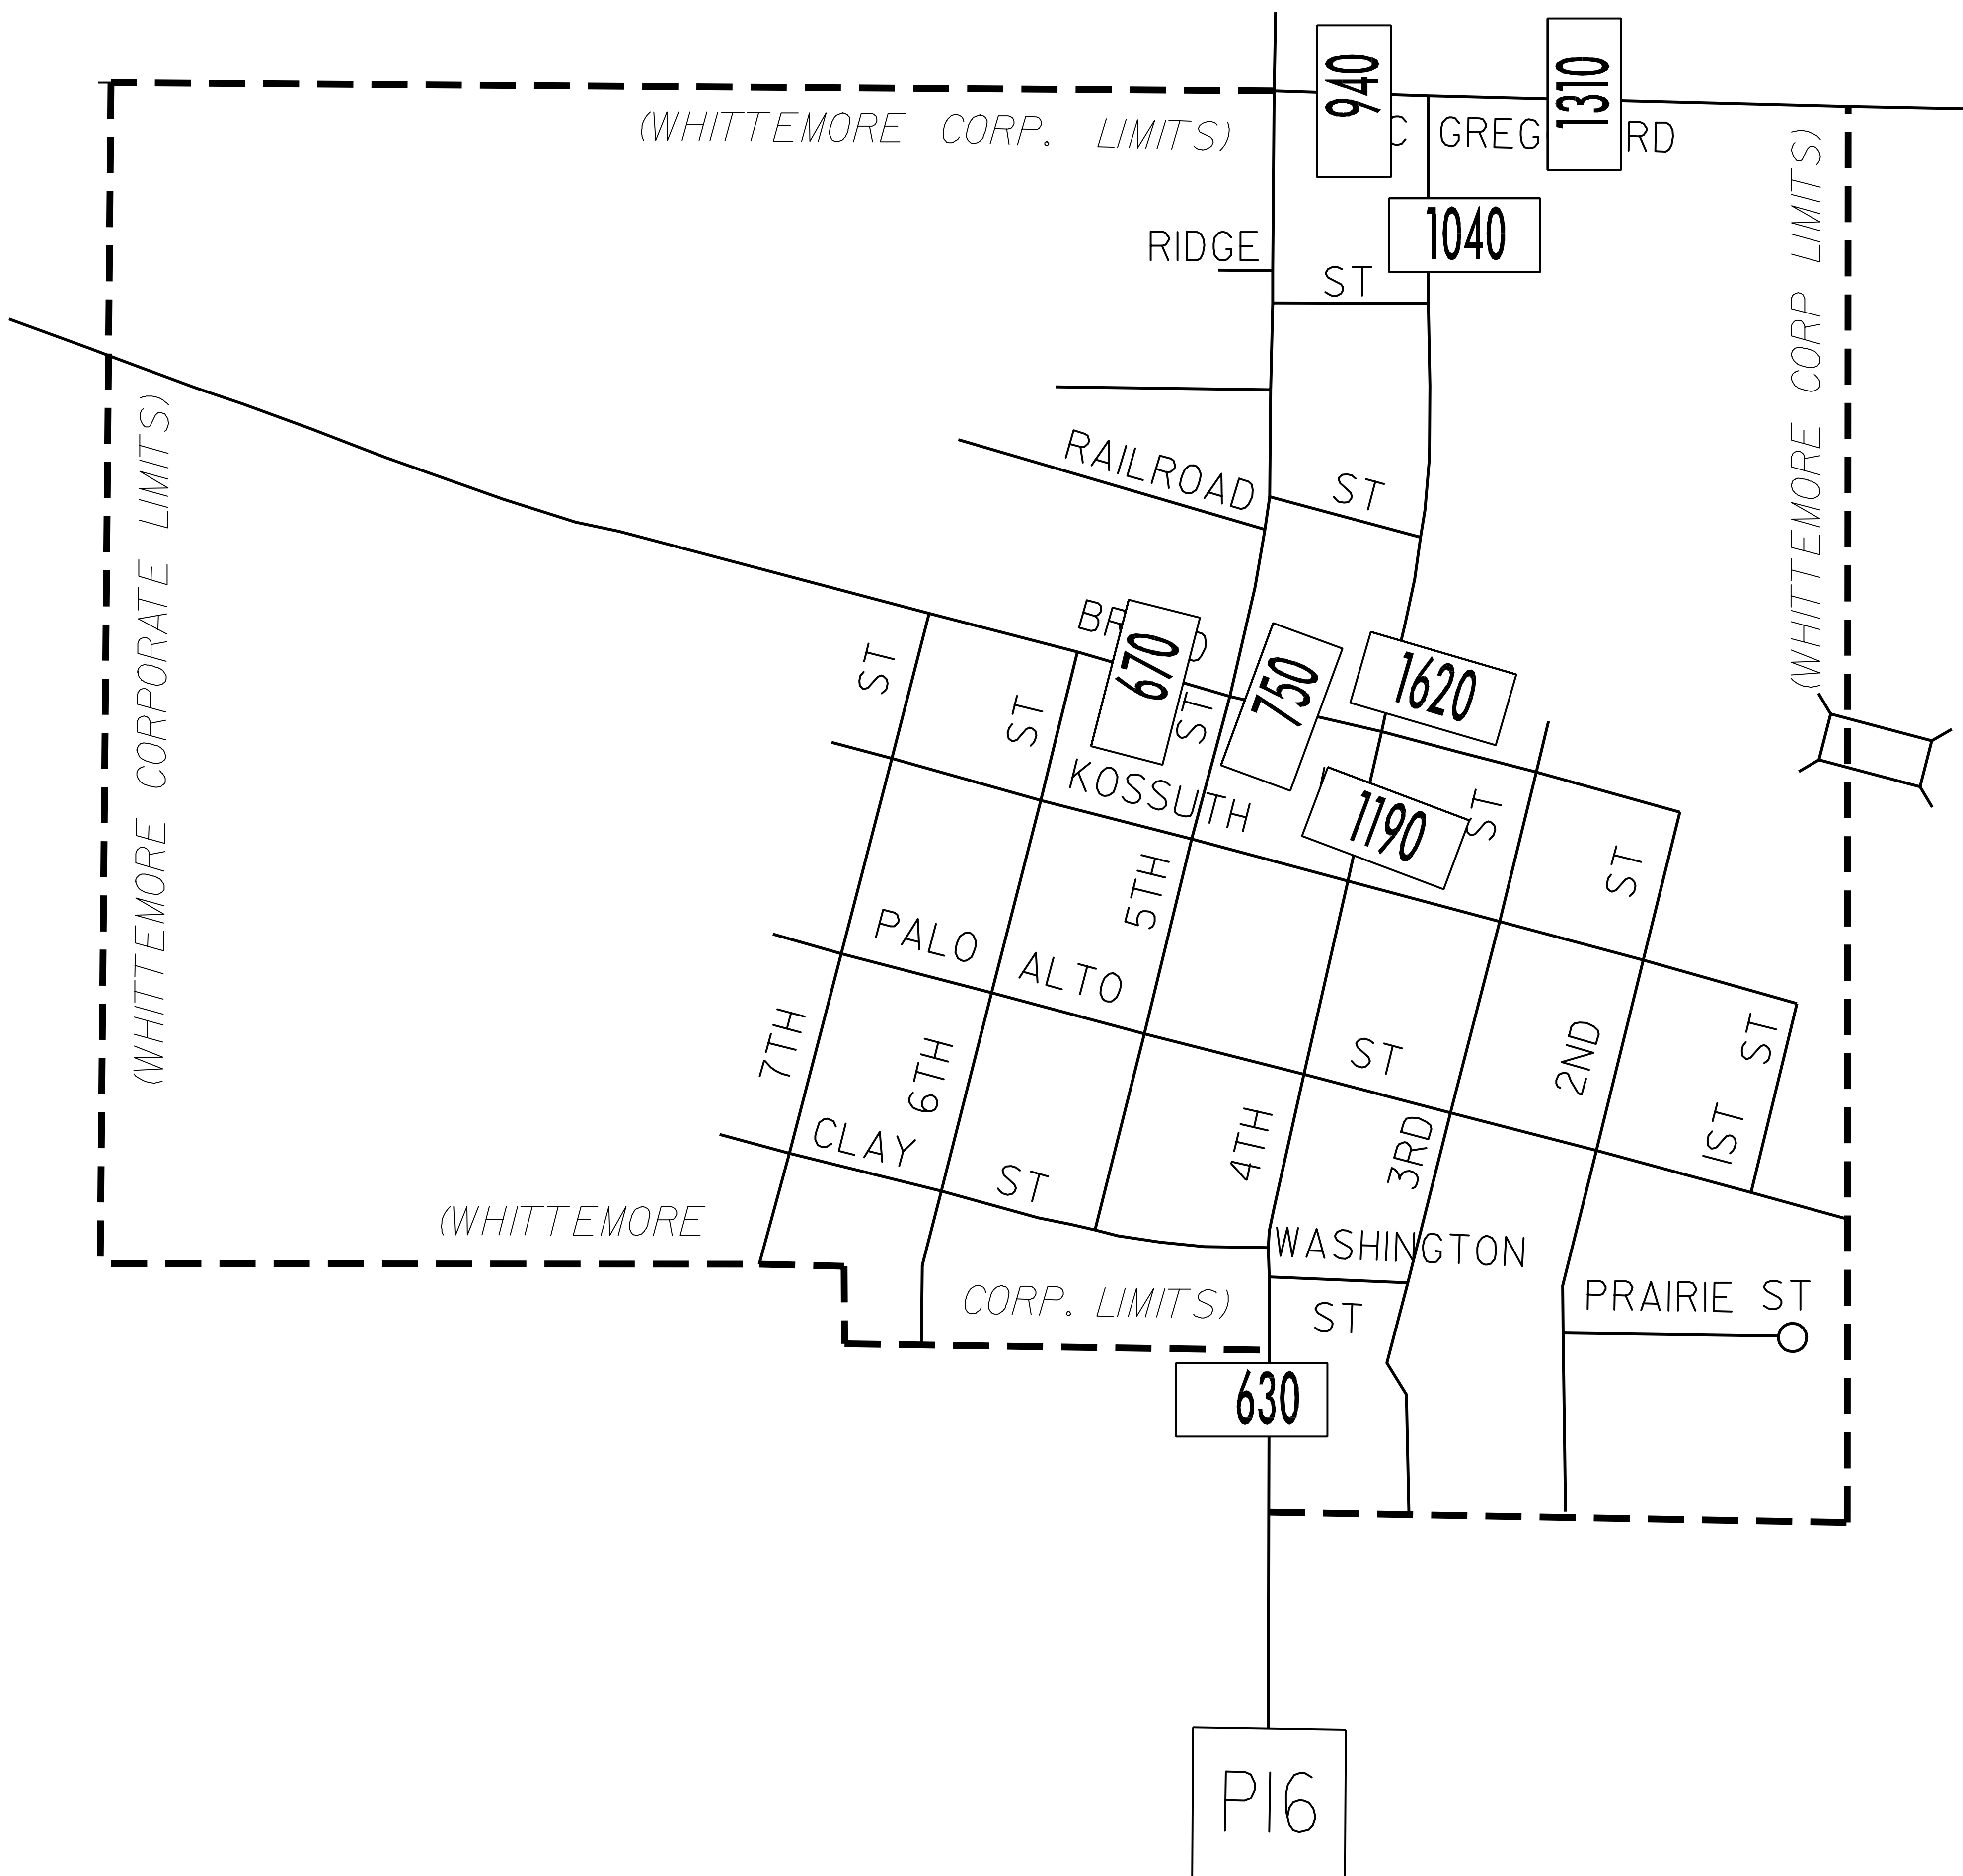 (WHITTEMORE CORP. LIMITS)
940
1310
C GREG RD
1040
RIDGE ST
(WHITTEMORE CORP LIMITS)
(WHITTEMORE CORPORATE LIMITS)
RAILROAD ST
ST
670
750
1620
ST
ST
ST
KOSSUTH
1190
ST
ST
5TH
PALO ALTO ST
7TH
6TH
4TH
3RD
2ND
1ST ST
CLAY ST
(WHITTEMORE
CORP. LIMITS)
WASHINGTON
ST
PRAIRIE ST
630
P16